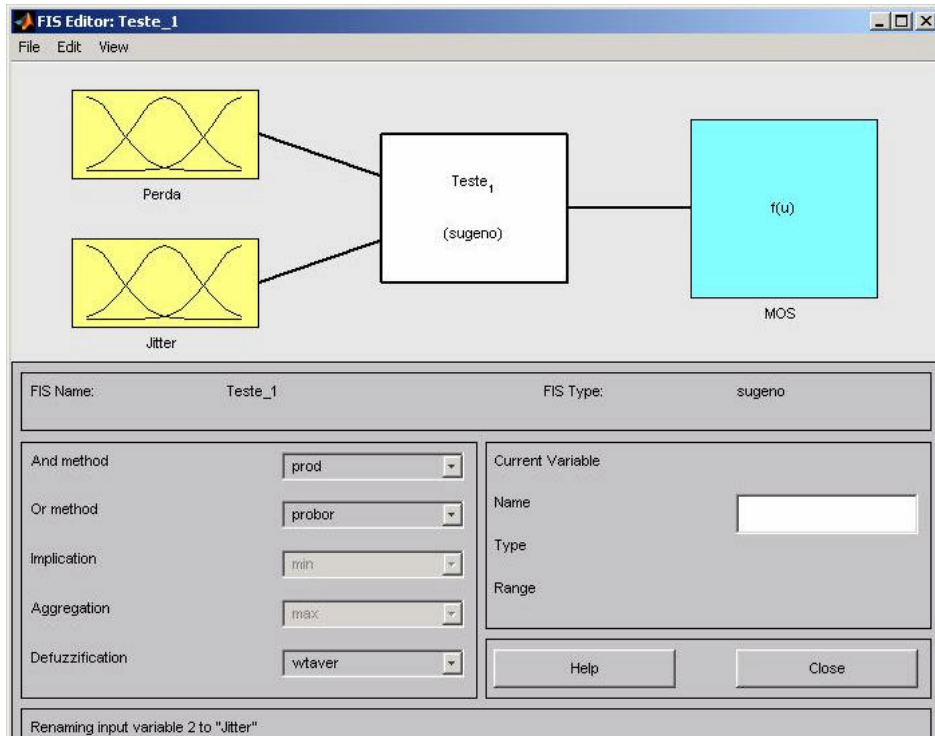 FIS Editor: Teste_1
File Edit View
Perda
Jitter
Teste1
(sugeno)
f(u)
MOS
FIS Name: Teste_1 FIS Type: sugeno
And method prod
Or method probor
Implication min
Aggregation max
Defuzzification wtaver
Current Variable
Name
Type
Range
Help Close
Renaming input variable 2 to "Jitter"